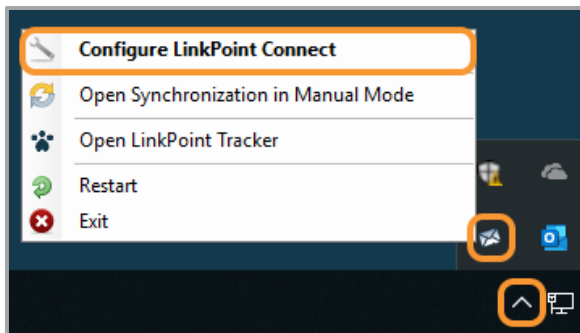 Configure LinkPoint Connect
Open Synchronization in Manual Mode
Open LinkPoint Tracker
Restart
Exit